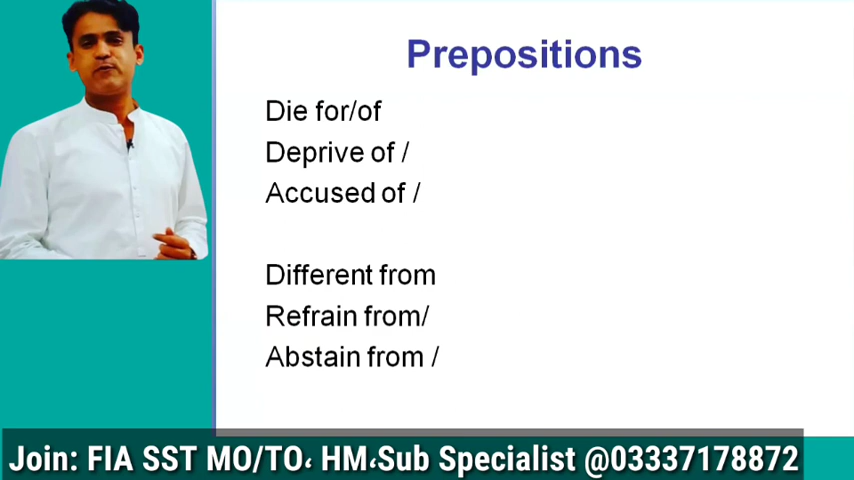 Prepositions
Die for/of
Deprive of /
Accused of /
Different from
Refrain from/
Abstain from /
Join: FIA SST MO/TO، HM،Sub Specialist @03337178872